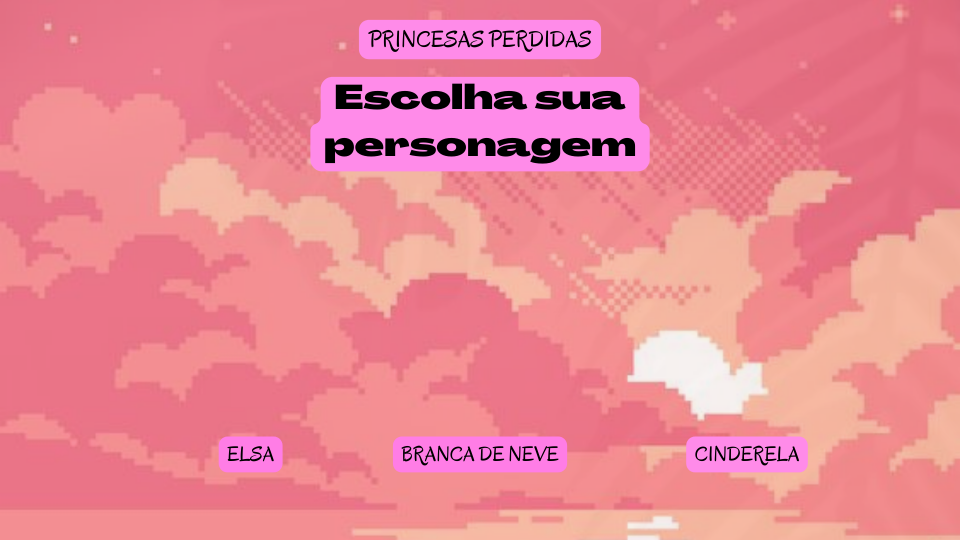 PRINCESAS PERDIDAS
Escolha sua
personagem
ELSA
BRANCA DE NEVE
CINDERELA